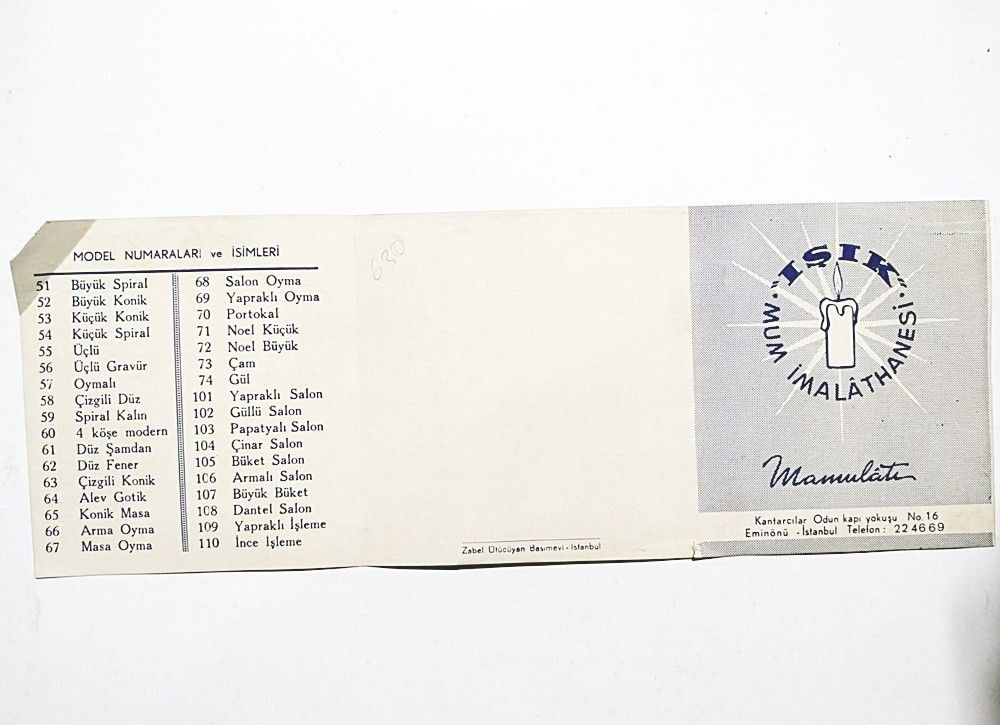 MODEL NUMARALARI ve İSİMLERİ
51 Büyük Spiral
52 Büyük Konik
53 Küçük Konik
54 Küçük Spiral
55 Üçlü
56 Üçlü Gravür
57 Oymalı
58 Çizgili Düz
59 Spiral Kalın
60 4 köşe modern
61 Düz Şamdan
62 Düz Fener
63 Çizgili Konik
64 Alev Gotik
65 Konik Masa
66 Arma Oyma
67 Masa Oyma
68 Salon Oyma
69 Yapraklı Oyma
70 Portokal
71 Noel Küçük
72 Noel Büyük
73 Çam
74 Gül
101 Yapraklı Salon
102 Güllü Salon
103 Papatyalı Salon
104 Çinar Salon
105 Büket Salon
106 Armalı Salon
107 Büyük Büket
108 Dantel Salon
109 Yapraklı İşleme
110 İnce İşleme
630
Zabel Ütücüyan Basımevi - İstanbul
"IŞIK"
MUM İMALÂTHANESİ
Mamulâtı
Kantarcılar Odun kapı yokuşu No. 16
Eminönü - İstanbul Telefon : 22 46 69